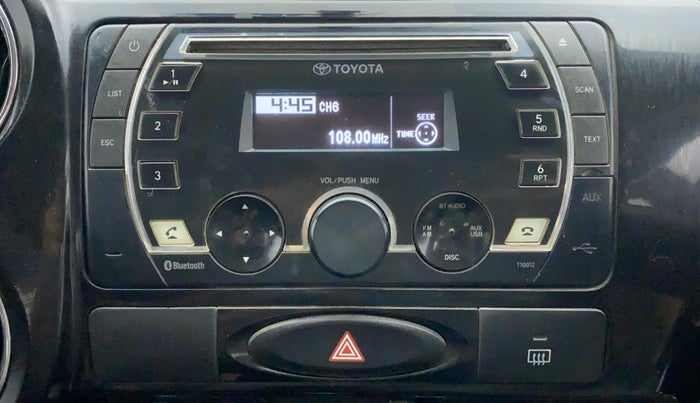 TOYOTA
1
4
LIST
SCAN
4:45 CH6
SEEK
2
5
RND
108.00MHz
TUNE
ESC
TEXT
3
6
RPT
VOL/PUSH MENU
AUX
BT AUDIO
FM
AM
AUX
USB
DISC
Bluetooth
T10012